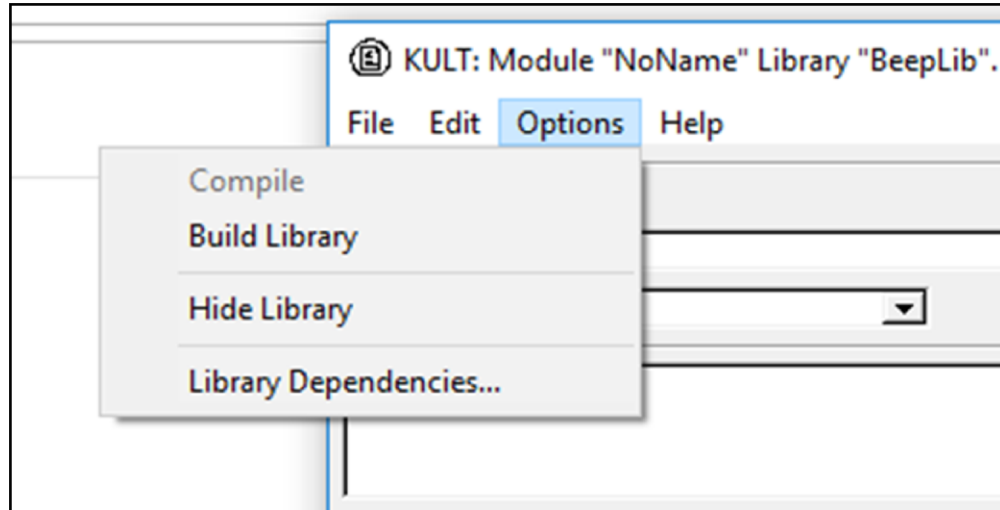 KULT: Module "NoName" Library "BeepLib".
File Edit Options Help
Compile
Build Library
Hide Library
Library Dependencies...